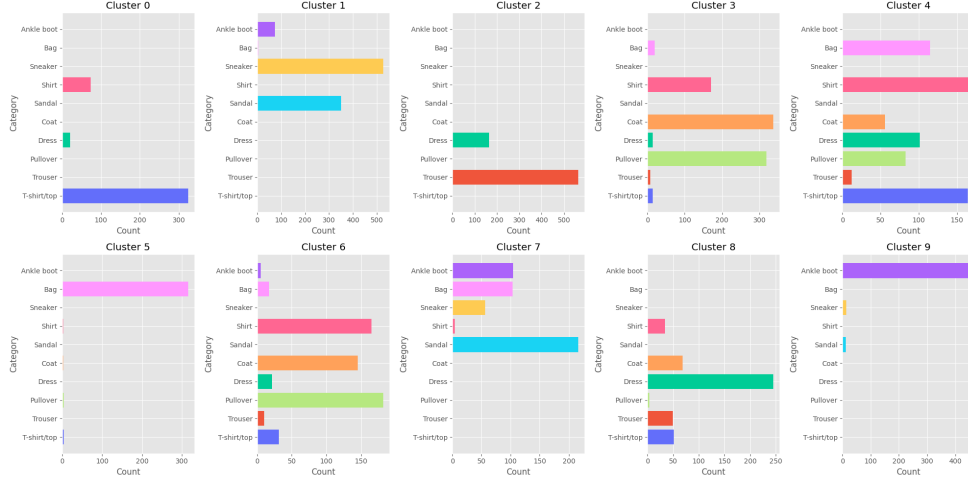 Cluster 0
Ankle boot
Bag
Sneaker
Shirt
Sandal
Coat
Dress
Pullover
Trouser
T-shirt/top
Category
0 100 200 300
Count
Cluster 1
Ankle boot
Bag
Sneaker
Shirt
Sandal
Coat
Dress
Pullover
Trouser
T-shirt/top
Category
0 100 200 300 400 500
Count
Cluster 2
Ankle boot
Bag
Sneaker
Shirt
Sandal
Coat
Dress
Pullover
Trouser
T-shirt/top
Category
0 100 200 300 400 500
Count
Cluster 3
Ankle boot
Bag
Sneaker
Shirt
Sandal
Coat
Dress
Pullover
Trouser
T-shirt/top
Category
0 100 200 300
Count
Cluster 4
Ankle boot
Bag
Sneaker
Shirt
Sandal
Coat
Dress
Pullover
Trouser
T-shirt/top
Category
0 50 100 150
Count
Cluster 5
Ankle boot
Bag
Sneaker
Shirt
Sandal
Coat
Dress
Pullover
Trouser
T-shirt/top
Category
0 100 200 300
Count
Cluster 6
Ankle boot
Bag
Sneaker
Shirt
Sandal
Coat
Dress
Pullover
Trouser
T-shirt/top
Category
0 50 100 150
Count
Cluster 7
Ankle boot
Bag
Sneaker
Shirt
Sandal
Coat
Dress
Pullover
Trouser
T-shirt/top
Category
0 50 100 150 200
Count
Cluster 8
Ankle boot
Bag
Sneaker
Shirt
Sandal
Coat
Dress
Pullover
Trouser
T-shirt/top
Category
0 50 100 150 200 250
Count
Cluster 9
Ankle boot
Bag
Sneaker
Shirt
Sandal
Coat
Dress
Pullover
Trouser
T-shirt/top
Category
0 100 200 300 400
Count